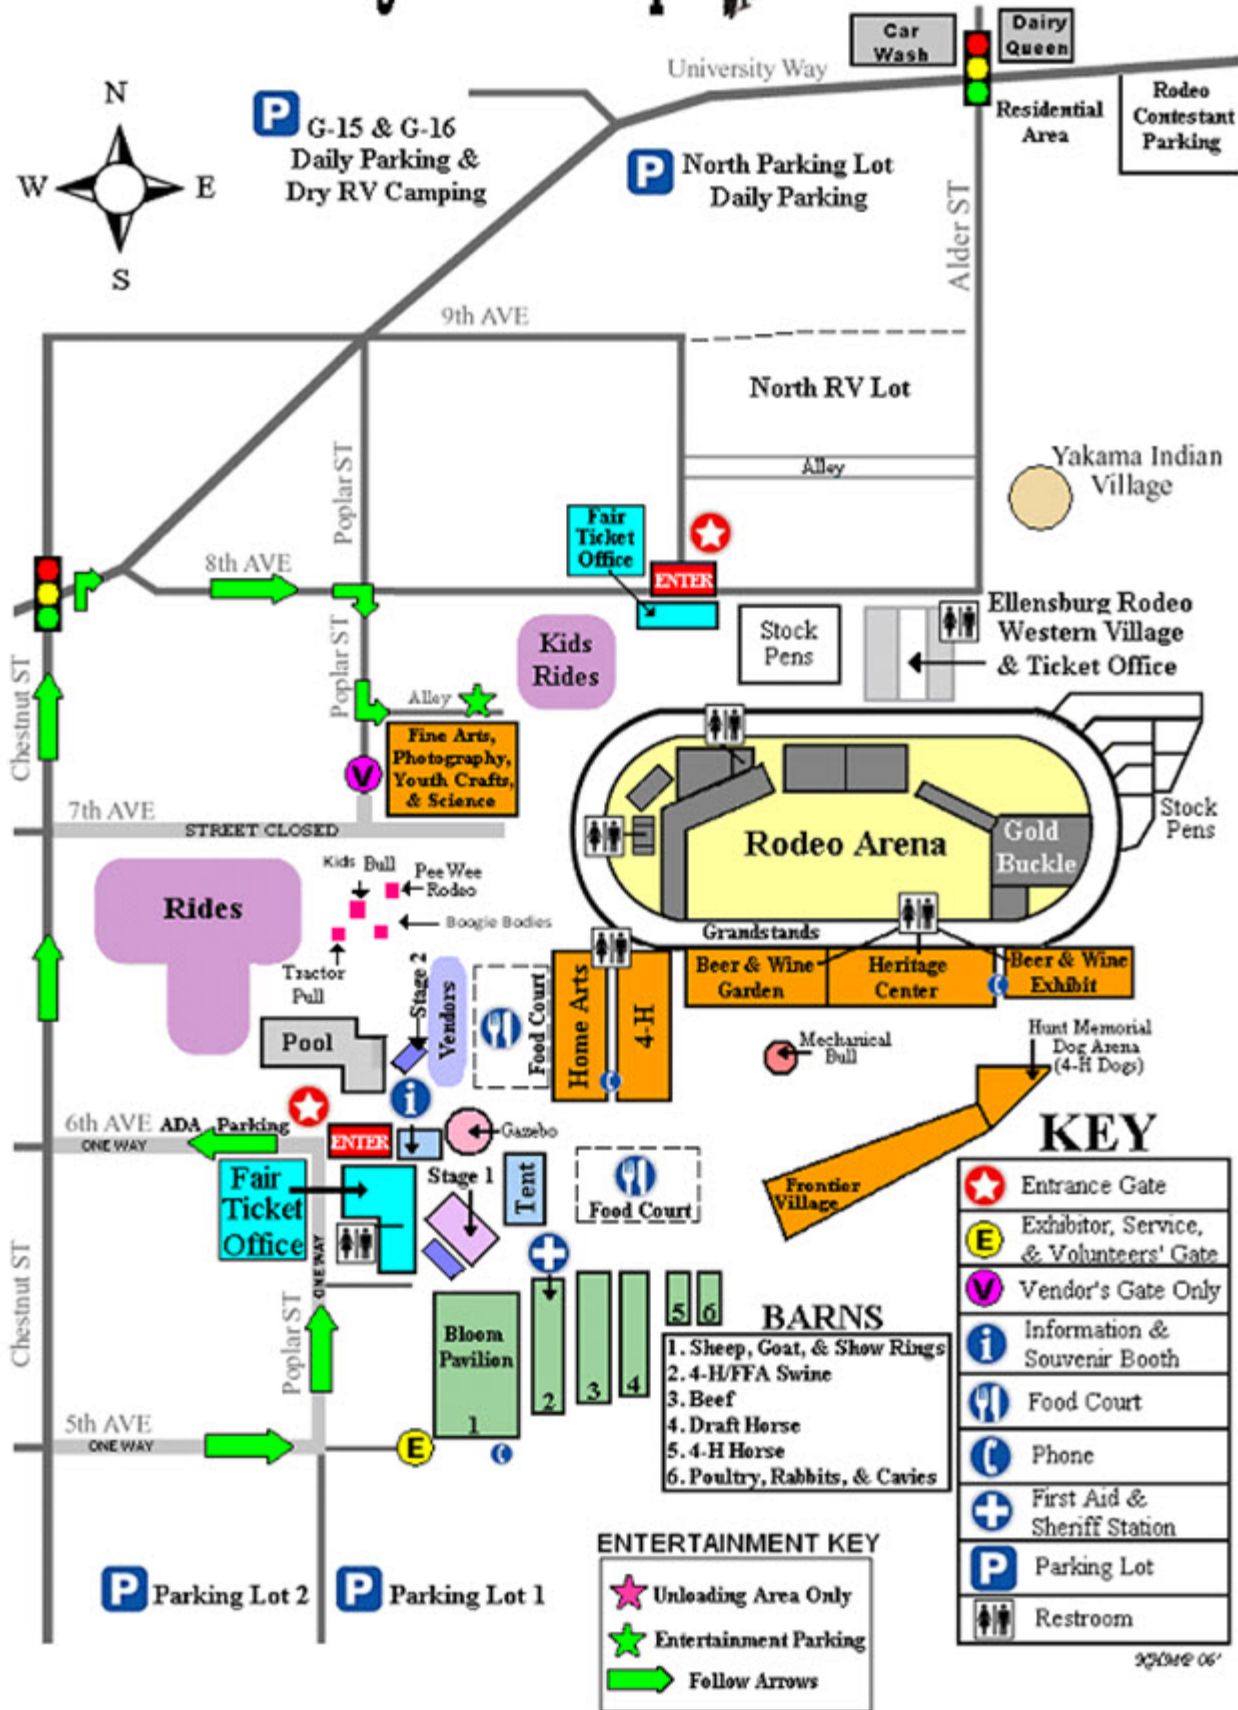 Car
Wash
Dairy
Queen
University Way
N
W
E
S
P
G-15 & G-16
Daily Parking &
Dry RV Camping
P
North Parking Lot
Daily Parking
Residential
Area
Rodeo
Contestant
Parking
Alder ST
9th AVE
North RV Lot
Alley
Yakama Indian
Village
Poplar ST
8th AVE
Fair
Ticket
Office
ENTER
Kids
Rides
Stock
Pens
Ellensburg Rodeo
Western Village
& Ticket Office
Chestnut ST
Poplar ST
Alley
Fine Arts,
Photography,
Youth Crafts,
& Science
V
7th AVE
STREET CLOSED
Rodeo Arena
Gold
Buckle
Stock
Pens
Rides
Kids Bull
Pee Wee
Rodeo
Boogie Bodies
Tractor
Pull
Grandstands
Beer & Wine
Garden
Heritage
Center
Beer & Wine
Exhibit
Pool
Stage 2
Vendors
Food Court
Home Arts
4-H
Mechanical
Bull
Hunt Memorial
Dog Arena
(4-H Dogs)
i
6th AVE
ADA Parking
ONE WAY
ENTER
Gazebo
Fair
Ticket
Office
Stage 1
Tent
Food Court
Frontier
Village
ONE WAY
Chestnut ST
Poplar ST
Bloom
Pavilion
1
2
3
4
5
6
5th AVE
ONE WAY
E
BARNS
1. Sheep, Goat, & Show Rings
2. 4-H/FFA Swine
3. Beef
4. Draft Horse
5. 4-H Horse
6. Poultry, Rabbits, & Cavies
KEY
Entrance Gate
E
Exhibitor, Service,
& Volunteers' Gate
V
Vendor's Gate Only
i
Information &
Souvenir Booth
Food Court
Phone
First Aid &
Sheriff Station
P
Parking Lot
Restroom
P
Parking Lot 2
P
Parking Lot 1
ENTERTAINMENT KEY
Unloading Area Only
Entertainment Parking
Follow Arrows